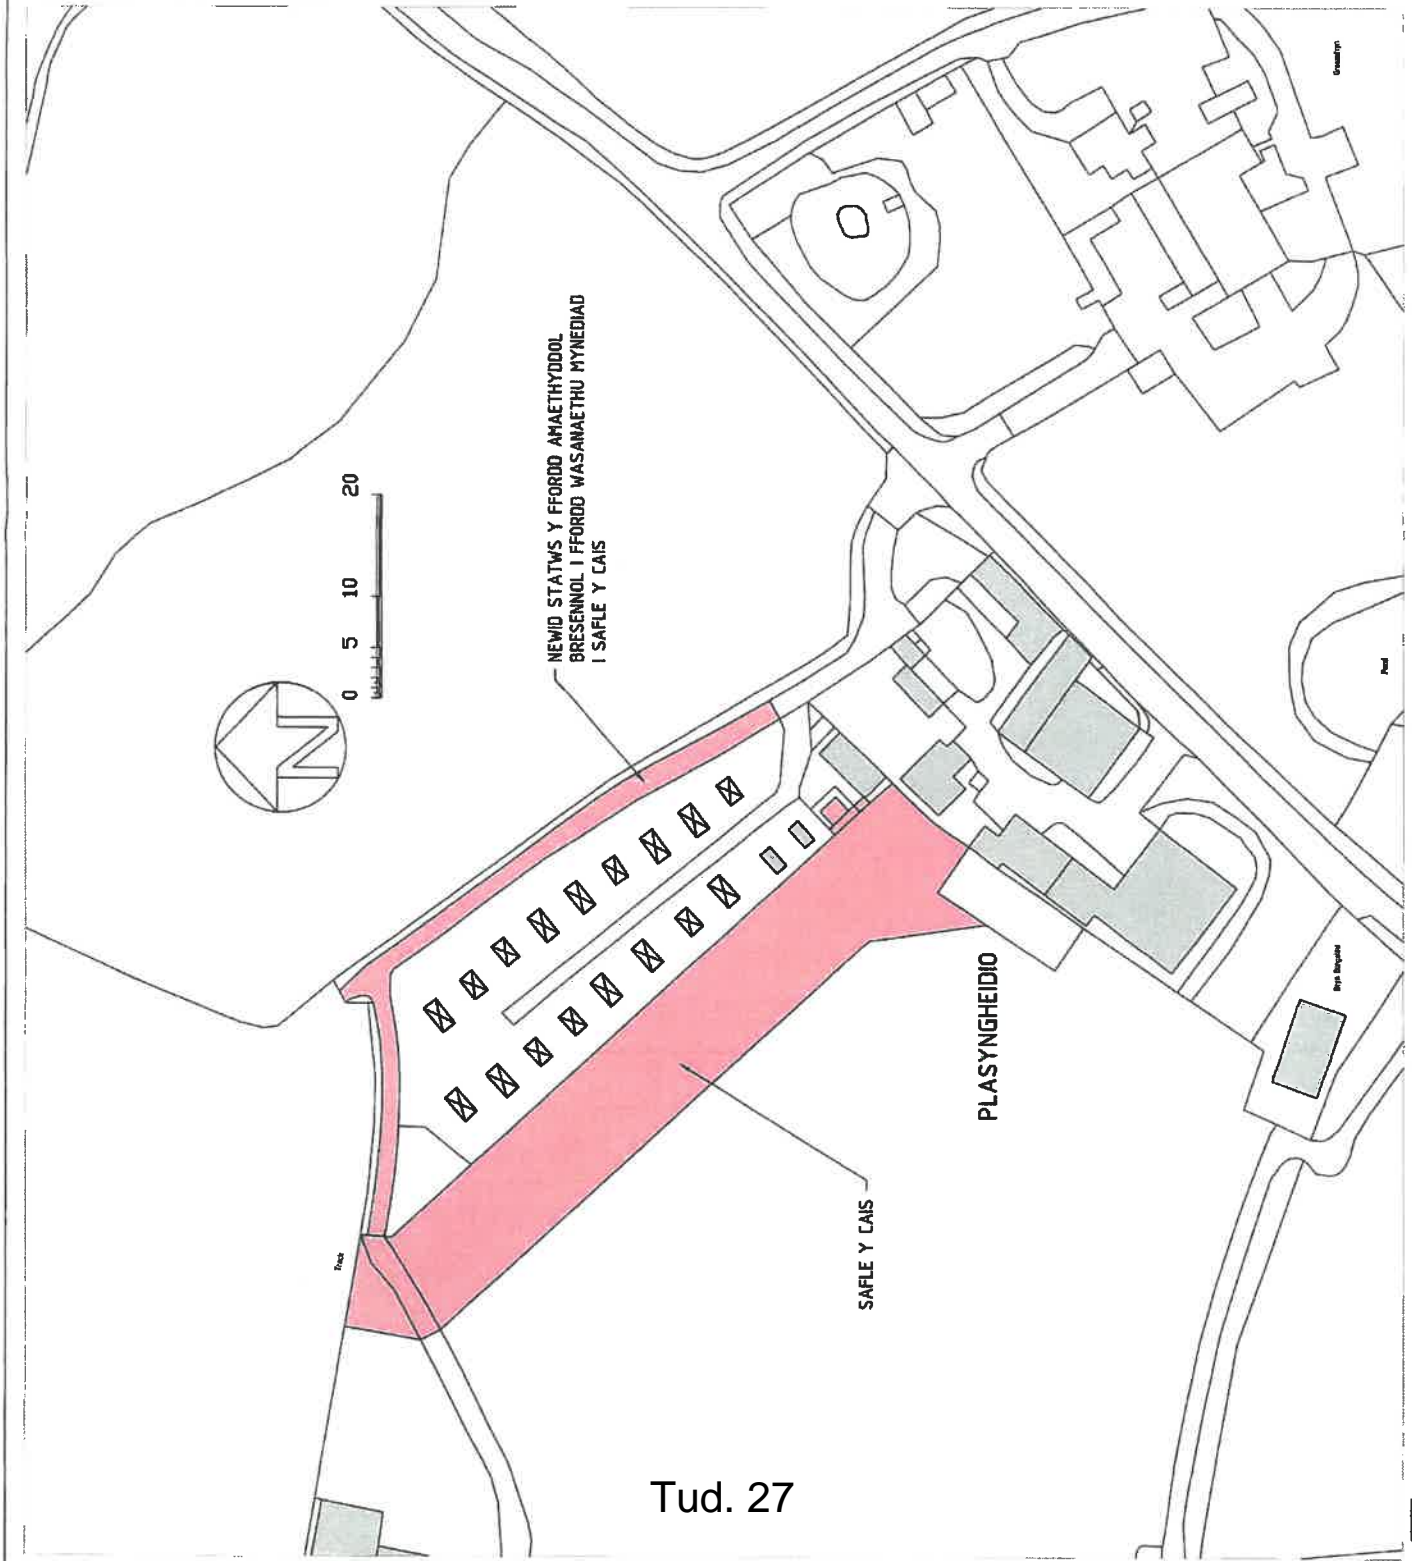 NEWID STATWS Y FFORDD AMAETHYDDOL
BRESENNOL I FFORDD WASANAETHU MYNEDIAD
I SAFLE Y CAIS
0 5 10 20
N
PLASYNGHEIDIO
SAFLE Y CAIS
Track
Pond
Tud. 27